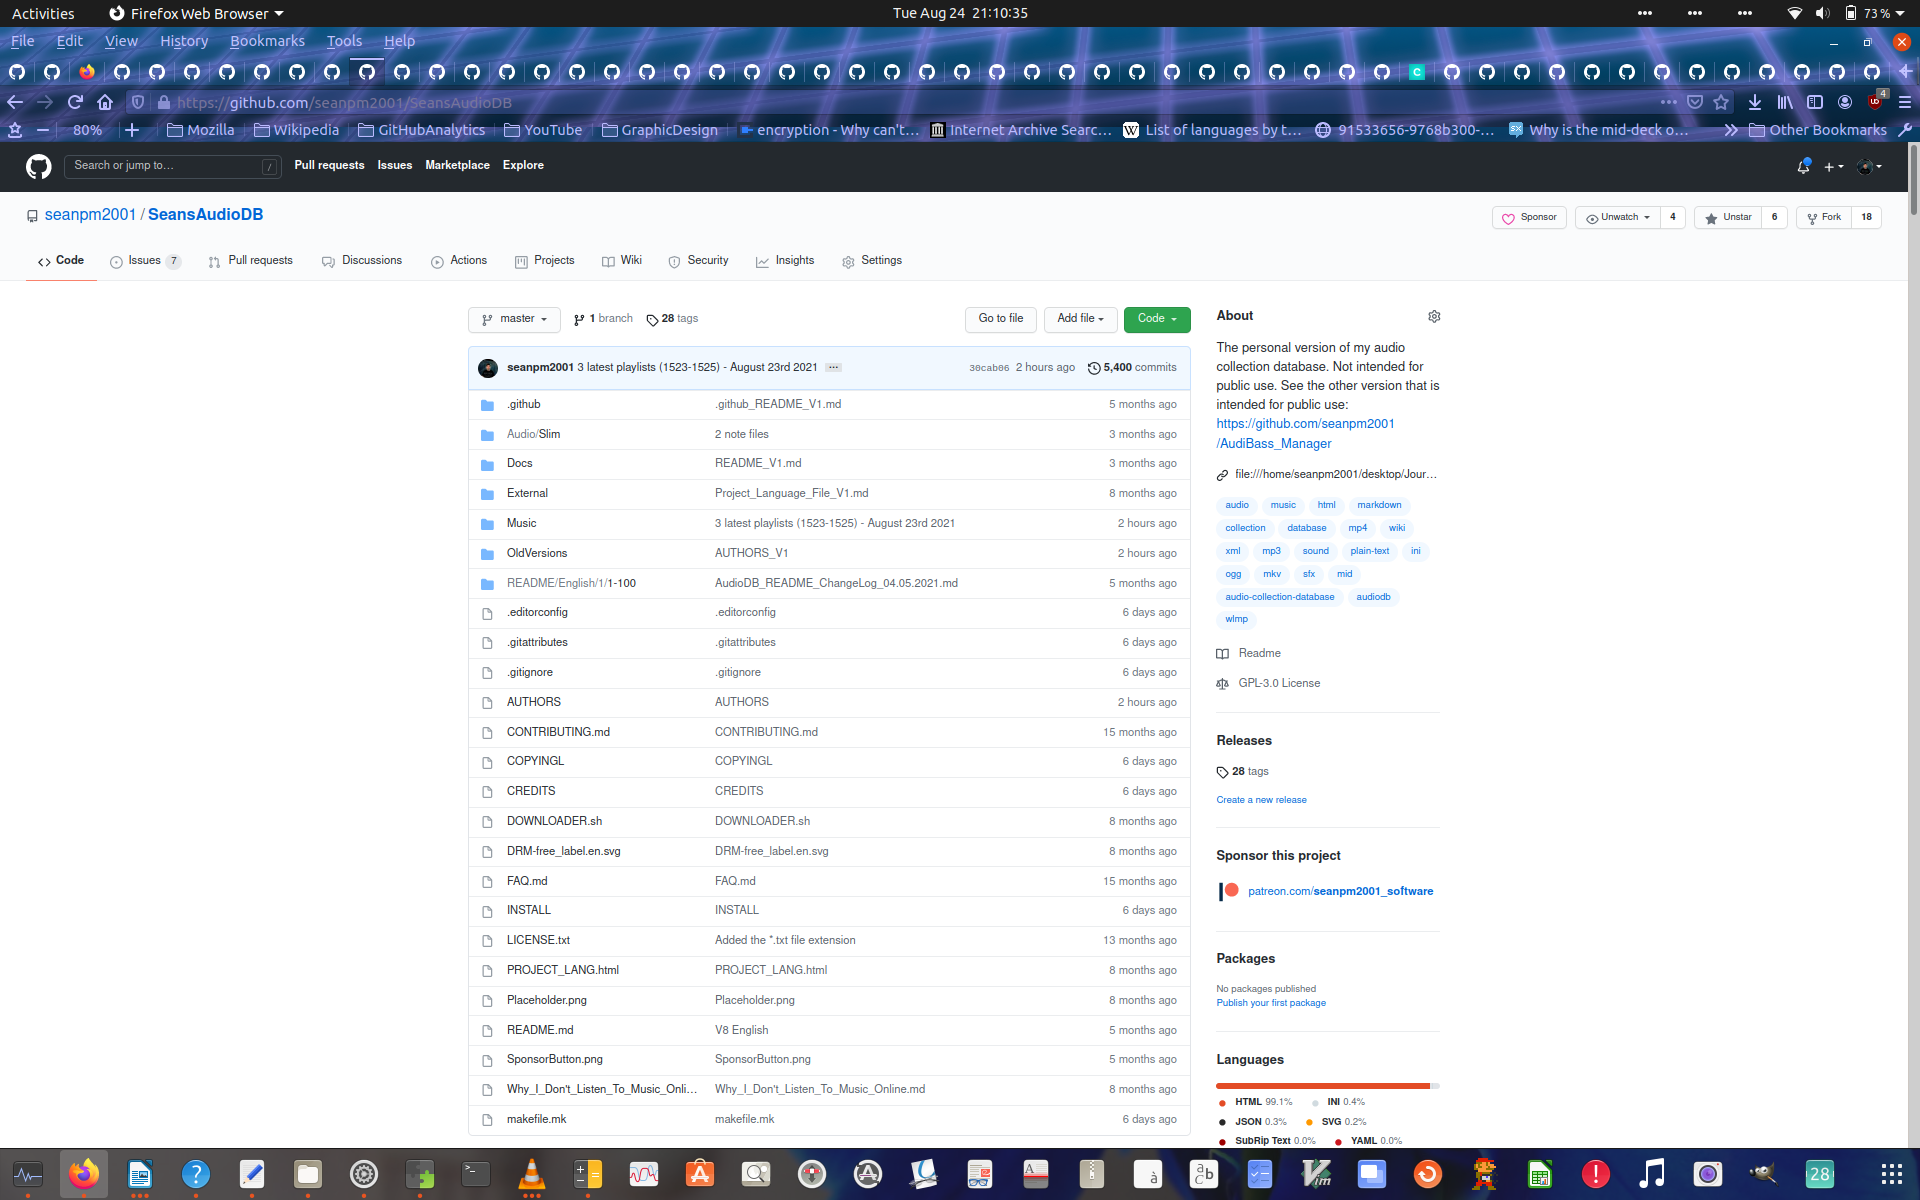 Activities Firefox Web Browser Tue Aug 24 21:10:35 73 %
File Edit View History Bookmarks Tools Help
https://github.com/seanpm2001/SeansAudioDB 4
80% Mozilla Wikipedia GitHubAnalytics YouTube GraphicDesign encryption - Why can't… Internet Archive Searc… List of languages by t… 91533656-9768b300-… Why is the mid-deck o… Other Bookmarks
Search or jump to… / Pull requests Issues Marketplace Explore
seanpm2001 / SeansAudioDB Sponsor Unwatch 4 Unstar 6 Fork 18
Code Issues 7 Pull requests Discussions Actions Projects Wiki Security Insights Settings
master 1 branch 28 tags Go to file Add file Code
seanpm2001 3 latest playlists (1523-1525) - August 23rd 2021 … 30cab06 2 hours ago 5,400 commits
.github .github_README_V1.md 5 months ago
Audio/Slim 2 note files 3 months ago
Docs README_V1.md 3 months ago
External Project_Language_File_V1.md 8 months ago
Music 3 latest playlists (1523-1525) - August 23rd 2021 2 hours ago
OldVersions AUTHORS_V1 2 hours ago
README/English/1/1-100 AudioDB_README_ChangeLog_04.05.2021.md 5 months ago
.editorconfig .editorconfig 6 days ago
.gitattributes .gitattributes 6 days ago
.gitignore .gitignore 6 days ago
AUTHORS AUTHORS 2 hours ago
CONTRIBUTING.md CONTRIBUTING.md 15 months ago
COPYINGL COPYINGL 6 days ago
CREDITS CREDITS 6 days ago
DOWNLOADER.sh DOWNLOADER.sh 8 months ago
DRM-free_label.en.svg DRM-free_label.en.svg 8 months ago
FAQ.md FAQ.md 15 months ago
INSTALL INSTALL 6 days ago
LICENSE.txt Added the *.txt file extension 13 months ago
PROJECT_LANG.html PROJECT_LANG.html 8 months ago
Placeholder.png Placeholder.png 8 months ago
README.md V8 English 5 months ago
SponsorButton.png SponsorButton.png 5 months ago
Why_I_Don't_Listen_To_Music_Onli… Why_I_Don't_Listen_To_Music_Online.md 8 months ago
makefile.mk makefile.mk 6 days ago
About
The personal version of my audio
collection database. Not intended for
public use. See the other version that is
intended for public use:
https://github.com/seanpm2001
/AudiBass_Manager
file:///home/seanpm2001/desktop/Jour…
audio music html markdown
collection database mp4 wiki
xml mp3 sound plain-text ini
ogg mkv sfx mid
audio-collection-database audiodb
wlmp
Readme
GPL-3.0 License
Releases
28 tags
Create a new release
Sponsor this project
patreon.com/seanpm2001_software
Packages
No packages published
Publish your first package
Languages
HTML 99.1% INI 0.4%
JSON 0.3% SVG 0.2%
SubRip Text 0.0% YAML 0.0%
28